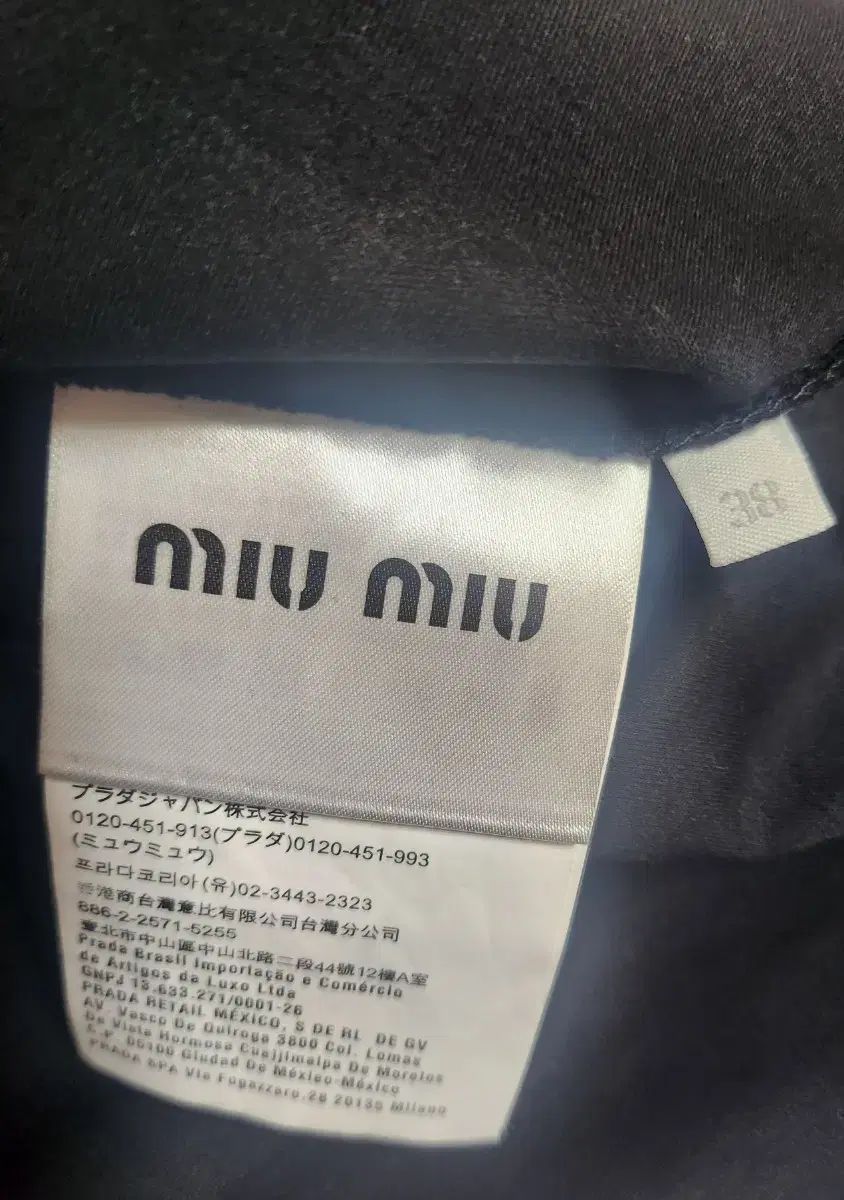 miu miu
38
プラダジャパン株式会社
0120-451-913(プラダ)0120-451-993
(ミュウミュウ)
프라다코리아(유)02-3443-2323
香港商台灣意比有限公司台灣分公司
886-2-2571-5255
臺北市中山區中山北路二段44號12樓A室
Prada Brasil Importação e Comércio
de Artigos de Luxo Ltda
CNPJ 13.633.271/0001-26
PRADA RETAIL MÉXICO, S DE RL DE CV
AV. Vasco De Quiroga 3800 Col. Lomas
De Vista Hermosa Cuajimalpa De Morelos
C.P. 05100 Ciudad De México-México
PRADA SPA Via Fogazzaro,28 20135 Milano